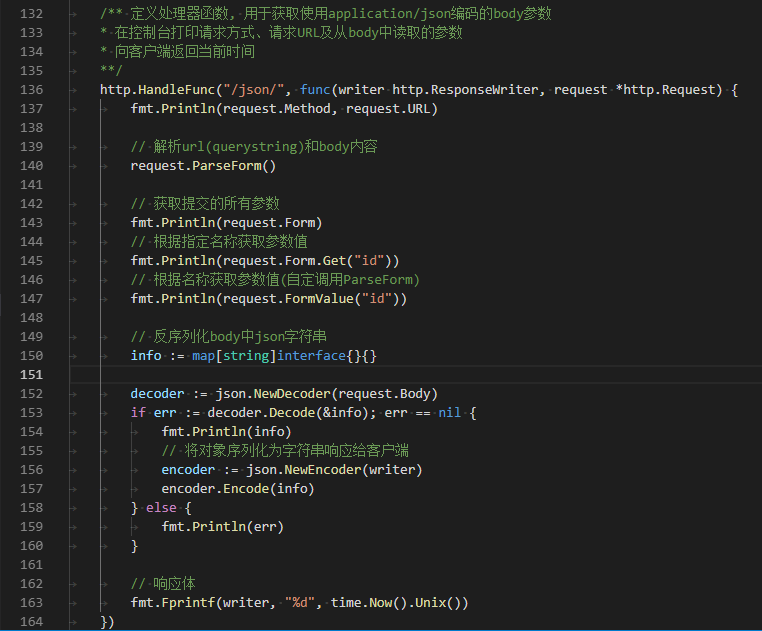 132 /** 定义处理器函数, 用于获取使用application/json编码的body参数
133 * 在控制台打印请求方式、请求URL及从body中读取的参数
134 * 向客户端返回当前时间
135 **/
136 http.HandleFunc("/json/", func(writer http.ResponseWriter, request *http.Request) {
137 fmt.Println(request.Method, request.URL)
138
139 // 解析url(querystring)和body内容
140 request.ParseForm()
141
142 // 获取提交的所有参数
143 fmt.Println(request.Form)
144 // 根据指定名称获取参数值
145 fmt.Println(request.Form.Get("id"))
146 // 根据名称获取参数值(自定调用ParseForm)
147 fmt.Println(request.FormValue("id"))
148
149 // 反序列化body中json字符串
150 info := map[string]interface{}{}
151
152 decoder := json.NewDecoder(request.Body)
153 if err := decoder.Decode(&info); err == nil {
154 fmt.Println(info)
155 // 将对象序列化为字符串响应给客户端
156 encoder := json.NewEncoder(writer)
157 encoder.Encode(info)
158 } else {
159 fmt.Println(err)
160 }
161
162 // 响应体
163 fmt.Fprintf(writer, "%d", time.Now().Unix())
164 })